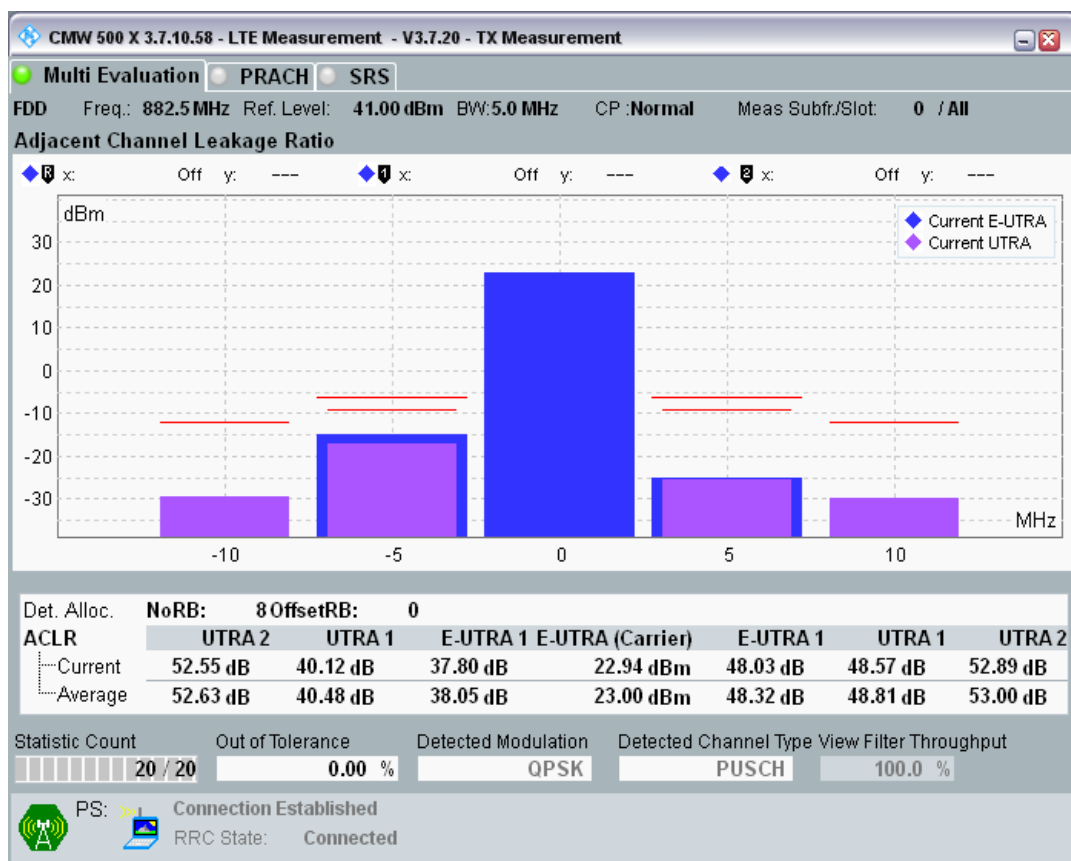 CMW 500 X 3.7.10.58 - LTE Measurement - V3.7.20 - TX Measurement
Multi Evaluation PRACH SRS
FDD Freq.: 882.5 MHz Ref. Level: 41.00 dBm BW:5.0 MHz CP :Normal Meas Subfr./Slot: 0 / All
Adjacent Channel Leakage Ratio
R x: Off y: --- 1 x: Off y: --- 2 x: Off y: ---
dBm
Current E-UTRA
Current UTRA
30
20
10
0
-10
-20
-30
MHz
-10 -5 0 5 10
Det. Alloc. NoRB: 8 OffsetRB: 0
ACLR UTRA 2 UTRA 1 E-UTRA 1 E-UTRA (Carrier) E-UTRA 1 UTRA 1 UTRA 2
Current 52.55 dB 40.12 dB 37.80 dB 22.94 dBm 48.03 dB 48.57 dB 52.89 dB
Average 52.63 dB 40.48 dB 38.05 dB 23.00 dBm 48.32 dB 48.81 dB 53.00 dB
Statistic Count Out of Tolerance Detected Modulation Detected Channel Type View Filter Throughput
20 / 20 0.00 % QPSK PUSCH 100.0 %
PS: Connection Established
RRC State: Connected